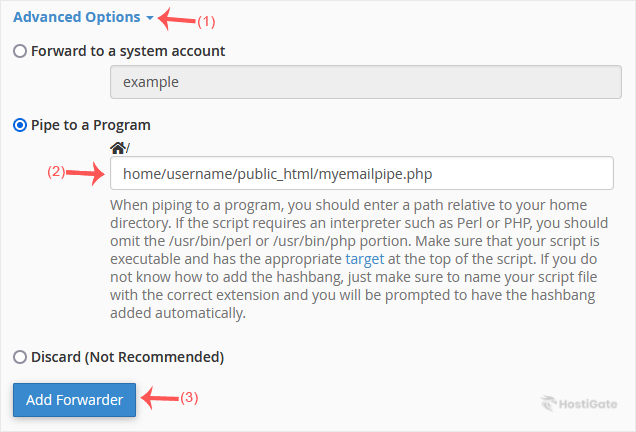 Advanced Options (1)
Forward to a system account
example
Pipe to a Program
/
(2) home/username/public_html/myemailpipe.php
When piping to a program, you should enter a path relative to your home
directory. If the script requires an interpreter such as Perl or PHP, you should
omit the /usr/bin/perl or /usr/bin/php portion. Make sure that your script is
executable and has the appropriate target at the top of the script. If you do
not know how to add the hashbang, just make sure to name your script file
with the correct extension and you will be prompted to have the hashbang
added automatically.
Discard (Not Recommended)
Add Forwarder (3)
HostiGate